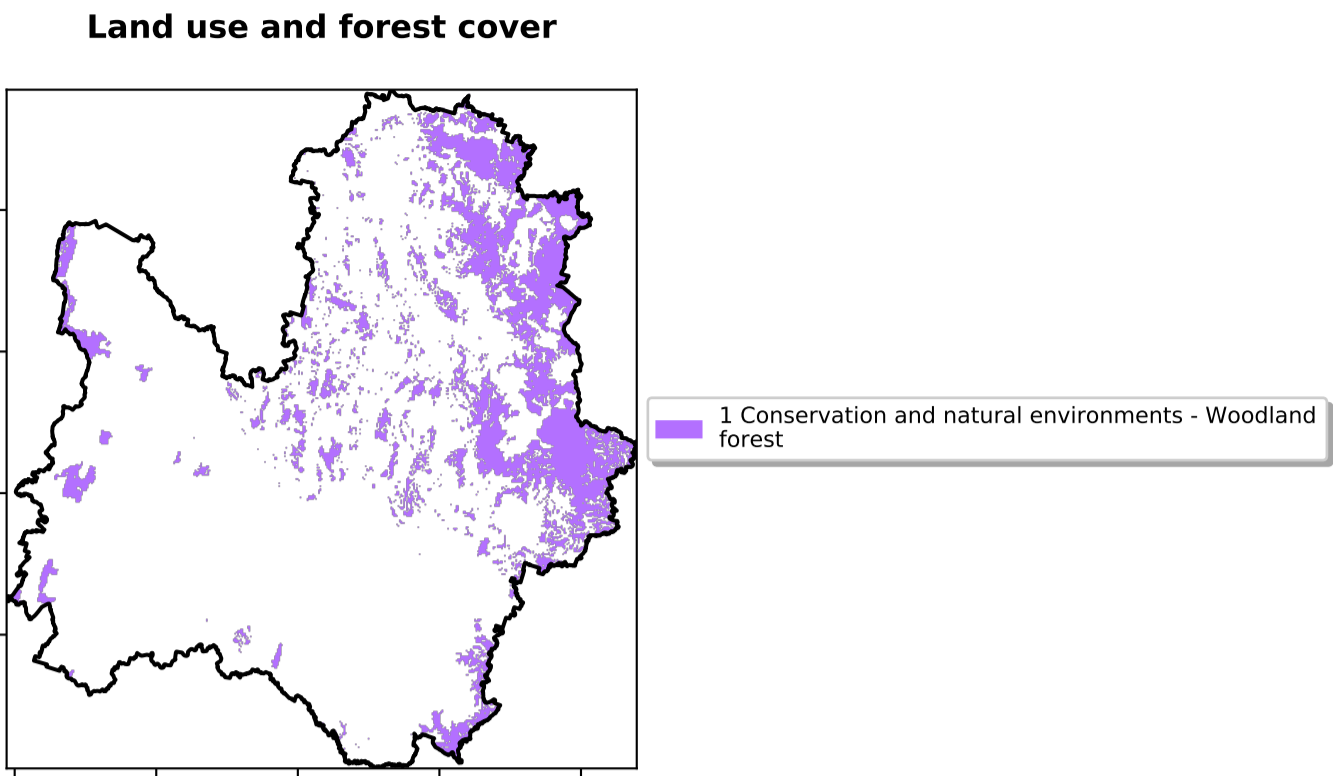 Land use and forest cover
1 Conservation and natural environments - Woodland
forest